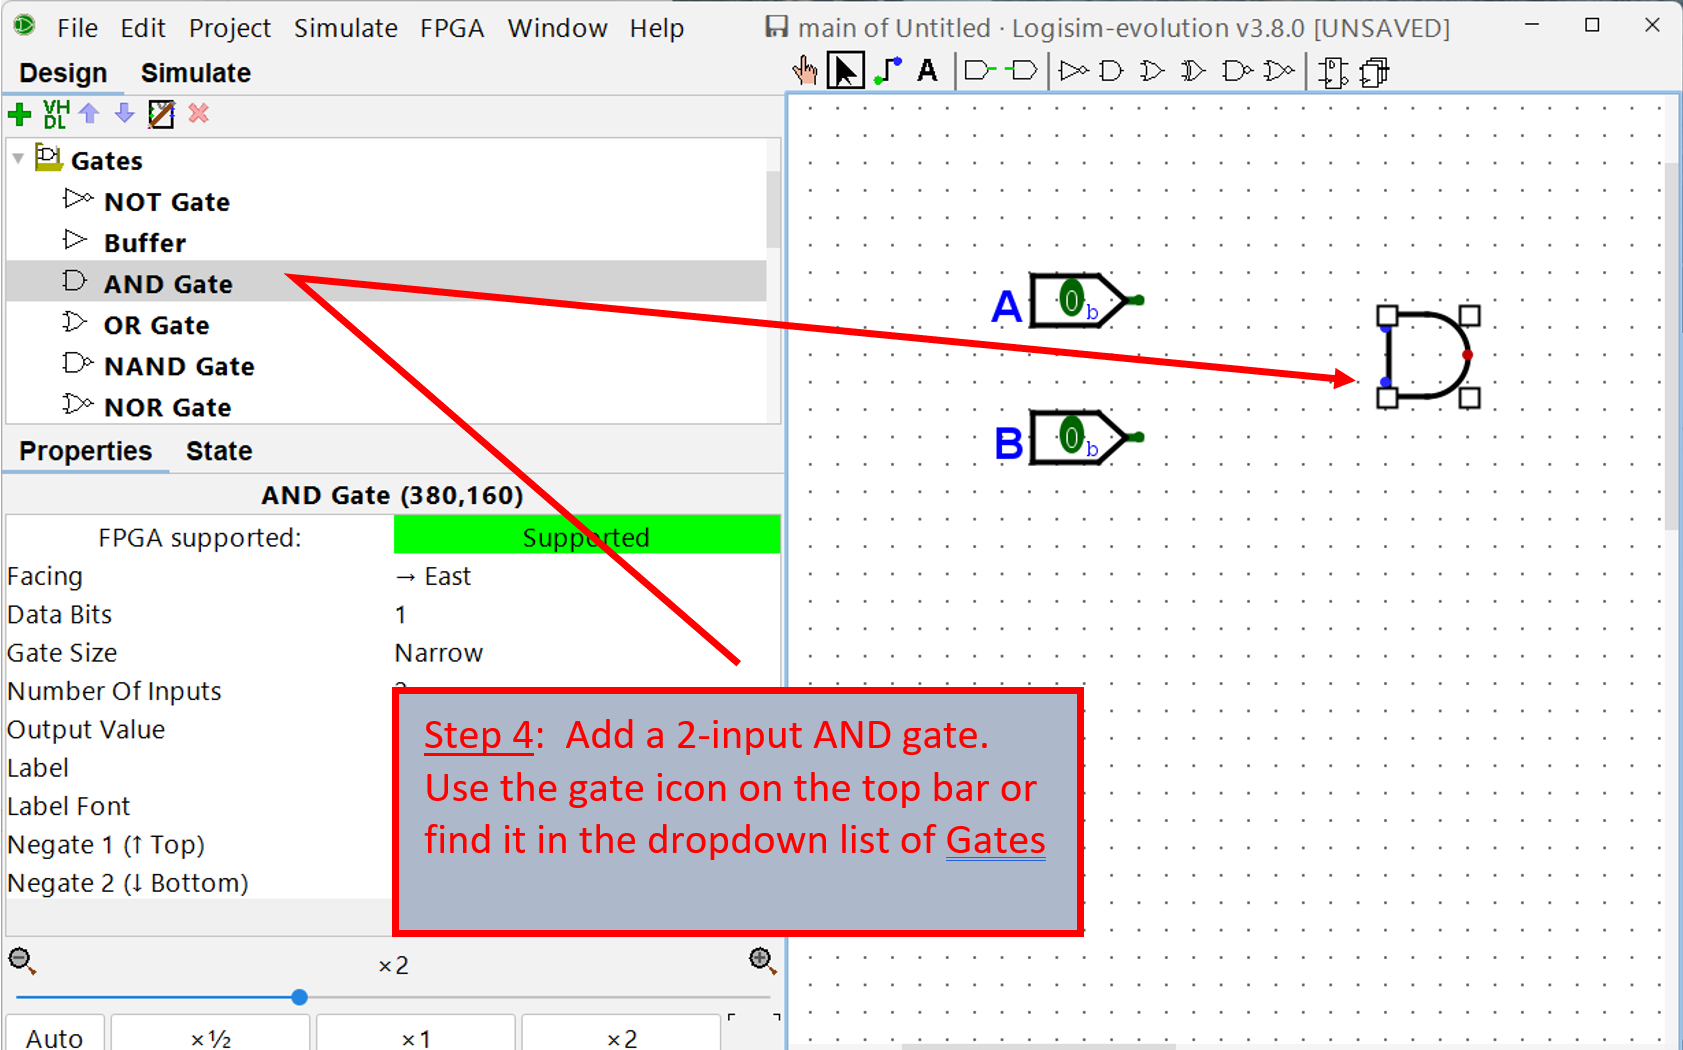 File Edit Project Simulate FPGA Window Help
main of Untitled · Logisim-evolution v3.8.0 [UNSAVED]
Design Simulate
A
VH
DL
Gates
NOT Gate
Buffer
AND Gate
OR Gate
NAND Gate
NOR Gate
A 0 b
B 0 b
Properties State
AND Gate (380,160)
FPGA supported: Supported
Facing → East
Data Bits 1
Gate Size Narrow
Number Of Inputs
Output Value
Label
Label Font
Negate 1 (↑ Top)
Negate 2 (↓ Bottom)
Step 4:  Add a 2-input AND gate.
Use the gate icon on the top bar or
find it in the dropdown list of Gates
×2
Auto ×½ ×1 ×2